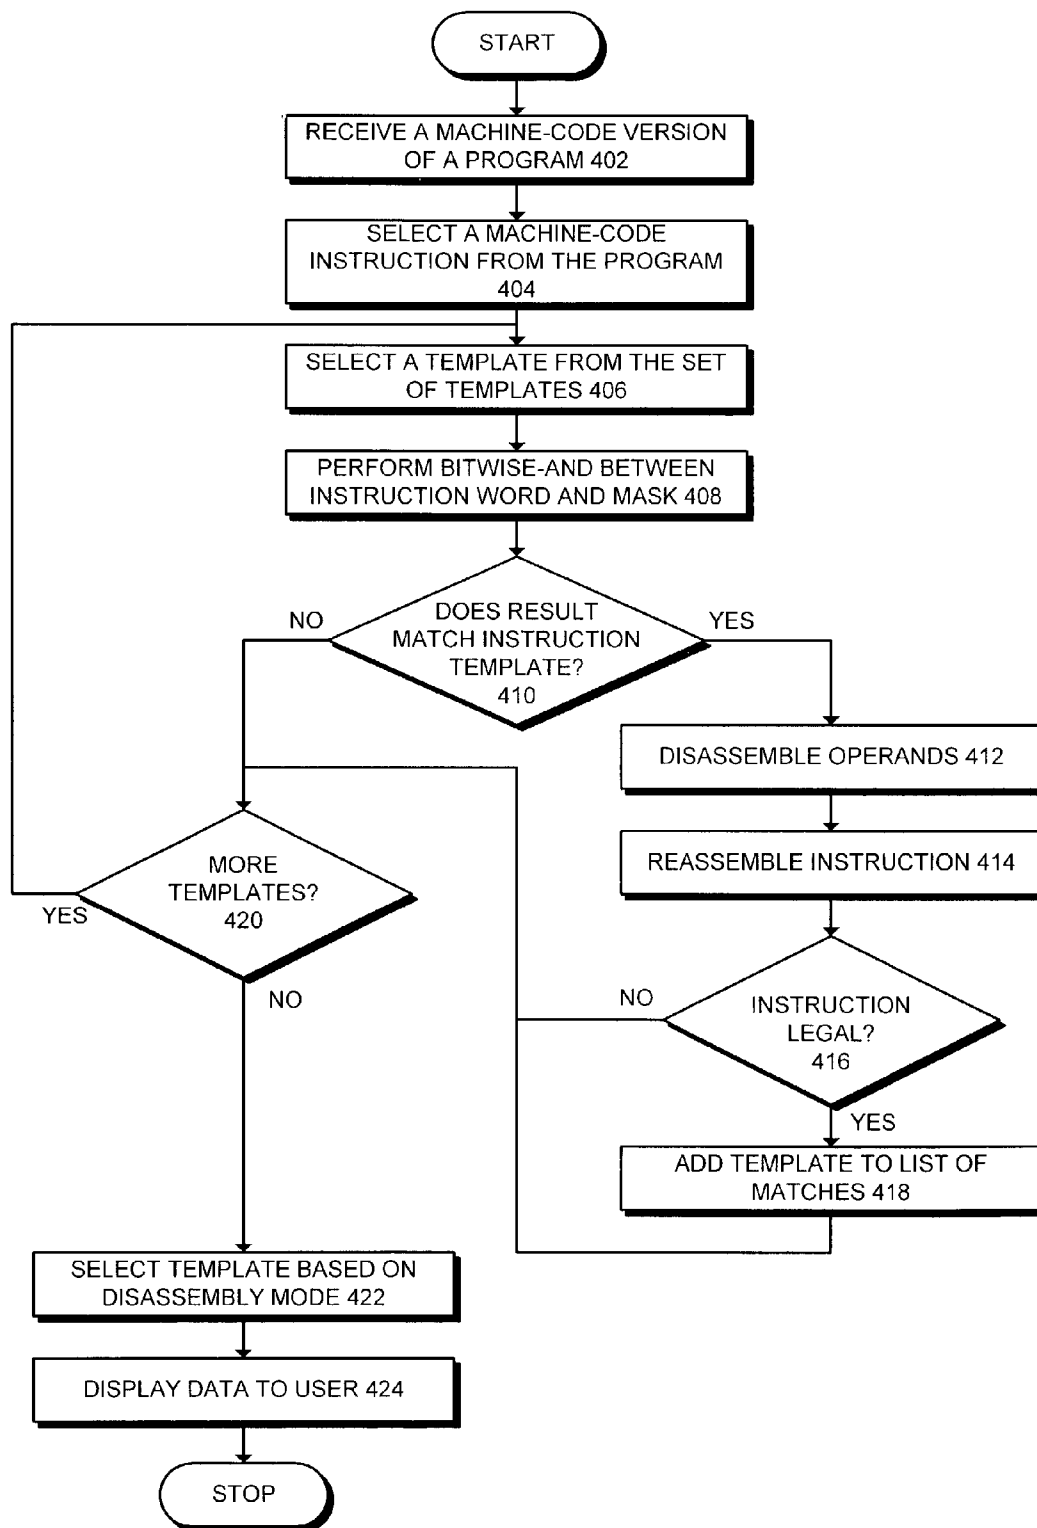 START
RECEIVE A MACHINE-CODE VERSION
OF A PROGRAM 402
SELECT A MACHINE-CODE
INSTRUCTION FROM THE PROGRAM
404
SELECT A TEMPLATE FROM THE SET
OF TEMPLATES 406
PERFORM BITWISE-AND BETWEEN
INSTRUCTION WORD AND MASK 408
NO
DOES RESULT
MATCH INSTRUCTION
TEMPLATE?
410
YES
DISASSEMBLE OPERANDS 412
REASSEMBLE INSTRUCTION 414
MORE
TEMPLATES?
420
YES
NO
NO
INSTRUCTION
LEGAL?
416
YES
ADD TEMPLATE TO LIST OF
MATCHES 418
SELECT TEMPLATE BASED ON
DISASSEMBLY MODE 422
DISPLAY DATA TO USER 424
STOP